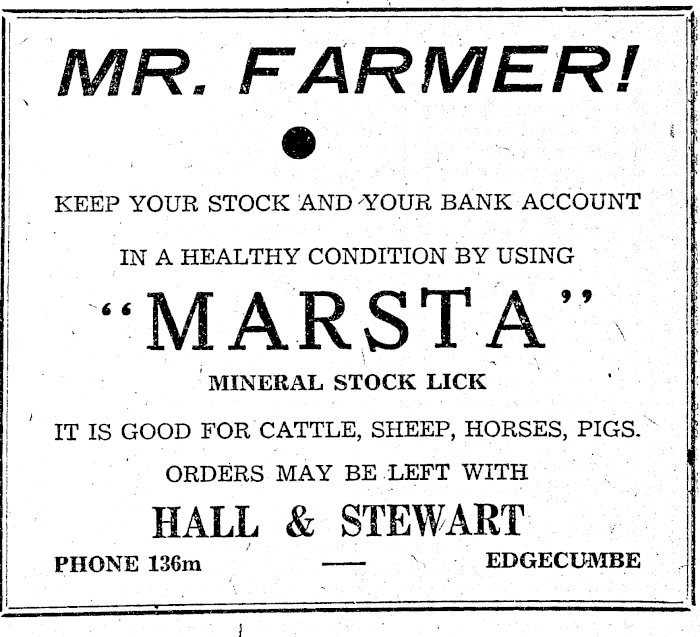 MR. FARMER!
KEEP YOUR STOCK AND YOUR BANK ACCOUNT
IN A HEALTHY CONDITION BY USING
“MARSTA”
MINERAL STOCK LICK
IT IS GOOD FOR CATTLE, SHEEP, HORSES, PIGS.
ORDERS MAY BE LEFT WITH
HALL & STEWART
PHONE 136m — EDGECUMBE